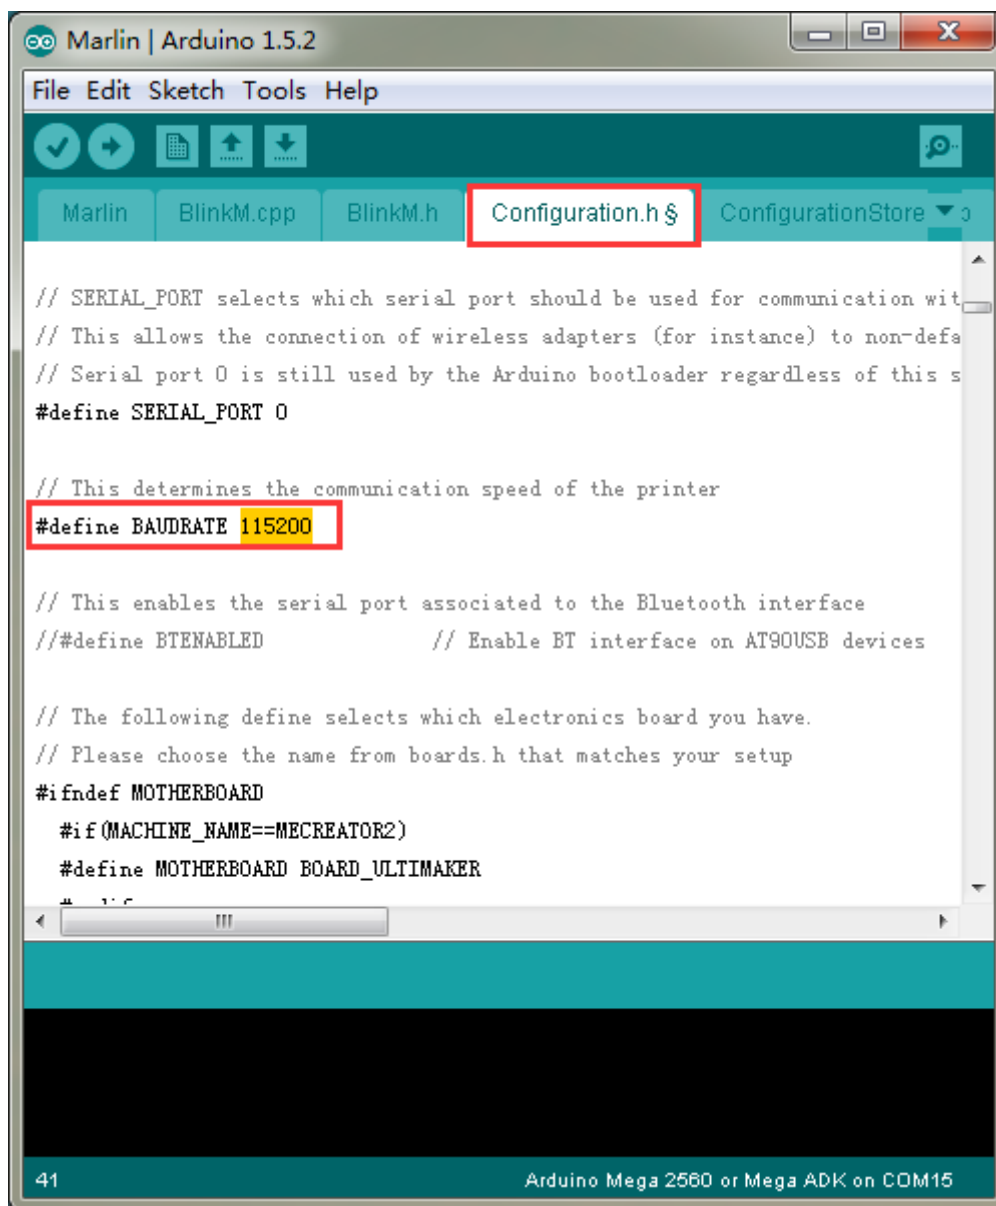 Marlin | Arduino 1.5.2
File Edit Sketch Tools Help
Marlin BlinkM.cpp BlinkM.h Configuration.h § ConfigurationStore
// SERIAL_PORT selects which serial port should be used for communication wit
// This allows the connection of wireless adapters (for instance) to non-defa
// Serial port 0 is still used by the Arduino bootloader regardless of this s
#define SERIAL_PORT 0
// This determines the communication speed of the printer
#define BAUDRATE 115200
// This enables the serial port associated to the Bluetooth interface
//#define BTENABLED // Enable BT interface on AT90USB devices
// The following define selects which electronics board you have.
// Please choose the name from boards.h that matches your setup
#ifndef MOTHERBOARD
#if(MACHINE_NAME==MECREATOR2)
#define MOTHERBOARD BOARD_ULTIMAKER
41 Arduino Mega 2560 or Mega ADK on COM15